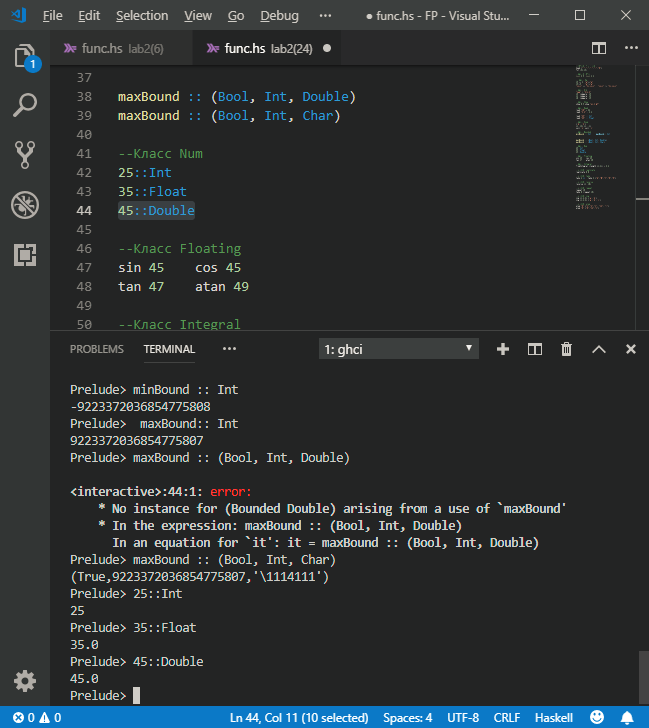 File Edit Selection View Go Debug ··· ● func.hs - FP - Visual Stu...
func.hs lab2(6) func.hs lab2(24) ●
1
37
38 maxBound :: (Bool, Int, Double)
39 maxBound :: (Bool, Int, Char)
40
41 --Класс Num
42 25::Int
43 35::Float
44 45::Double
45
46 --Класс Floating
47 sin 45    cos 45
48 tan 47    atan 49
49
50 --Класс Integral
PROBLEMS TERMINAL ··· 1: ghci
Prelude> minBound :: Int
-9223372036854775808
Prelude>  maxBound:: Int
9223372036854775807
Prelude> maxBound :: (Bool, Int, Double)
<interactive>:44:1: error:
    * No instance for (Bounded Double) arising from a use of `maxBound'
    * In the expression: maxBound :: (Bool, Int, Double)
      In an equation for `it': it = maxBound :: (Bool, Int, Double)
Prelude> maxBound :: (Bool, Int, Char)
(True,9223372036854775807,'\1114111')
Prelude> 25::Int
25
Prelude> 35::Float
35.0
Prelude> 45::Double
45.0
Prelude>
0 0 Ln 44, Col 11 (10 selected) Spaces: 4 UTF-8 CRLF Haskell